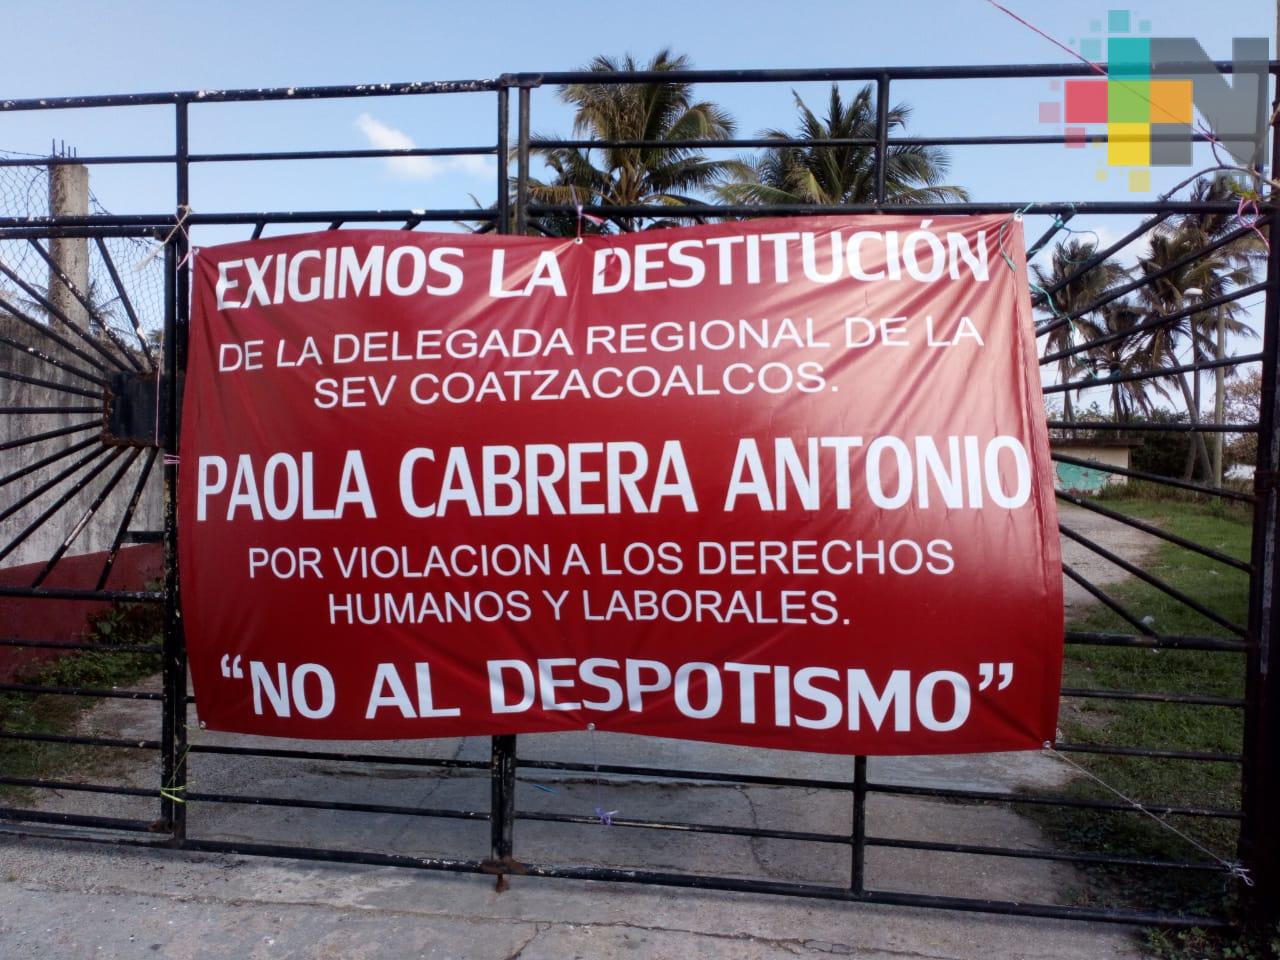 EXIGIMOS LA DESTITUCIÓN
DE LA DELEGADA REGIONAL DE LA
SEV COATZACOALCOS.
PAOLA CABRERA ANTONIO
POR VIOLACION A LOS DERECHOS
HUMANOS Y LABORALES.
“NO AL DESPOTISMO”
N